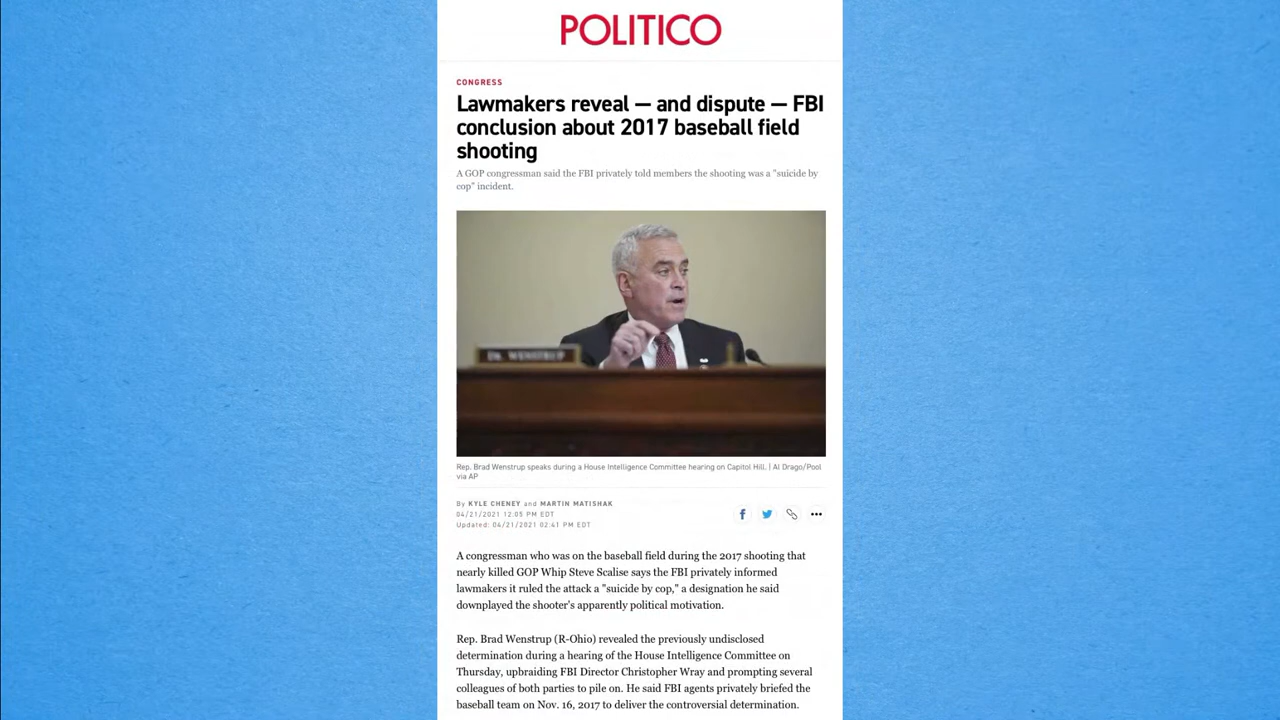 POLITICO
CONGRESS
Lawmakers reveal — and dispute — FBI
conclusion about 2017 baseball field
shooting
A GOP congressman said the FBI privately told members the shooting was a "suicide by
cop" incident.
DR. WENSTRUP
Rep. Brad Wenstrup speaks during a House Intelligence Committee hearing on Capitol Hill. | Al Drago/Pool
via AP
By KYLE CHENEY and MARTIN MATISHAK
04/21/2021 12:05 PM EDT
Updated: 04/21/2021 02:41 PM EDT
A congressman who was on the baseball field during the 2017 shooting that
nearly killed GOP Whip Steve Scalise says the FBI privately informed
lawmakers it ruled the attack a "suicide by cop," a designation he said
downplayed the shooter's apparently political motivation.
Rep. Brad Wenstrup (R-Ohio) revealed the previously undisclosed
determination during a hearing of the House Intelligence Committee on
Thursday, upbraiding FBI Director Christopher Wray and prompting several
colleagues of both parties to pile on. He said FBI agents privately briefed the
baseball team on Nov. 16, 2017 to deliver the controversial determination.